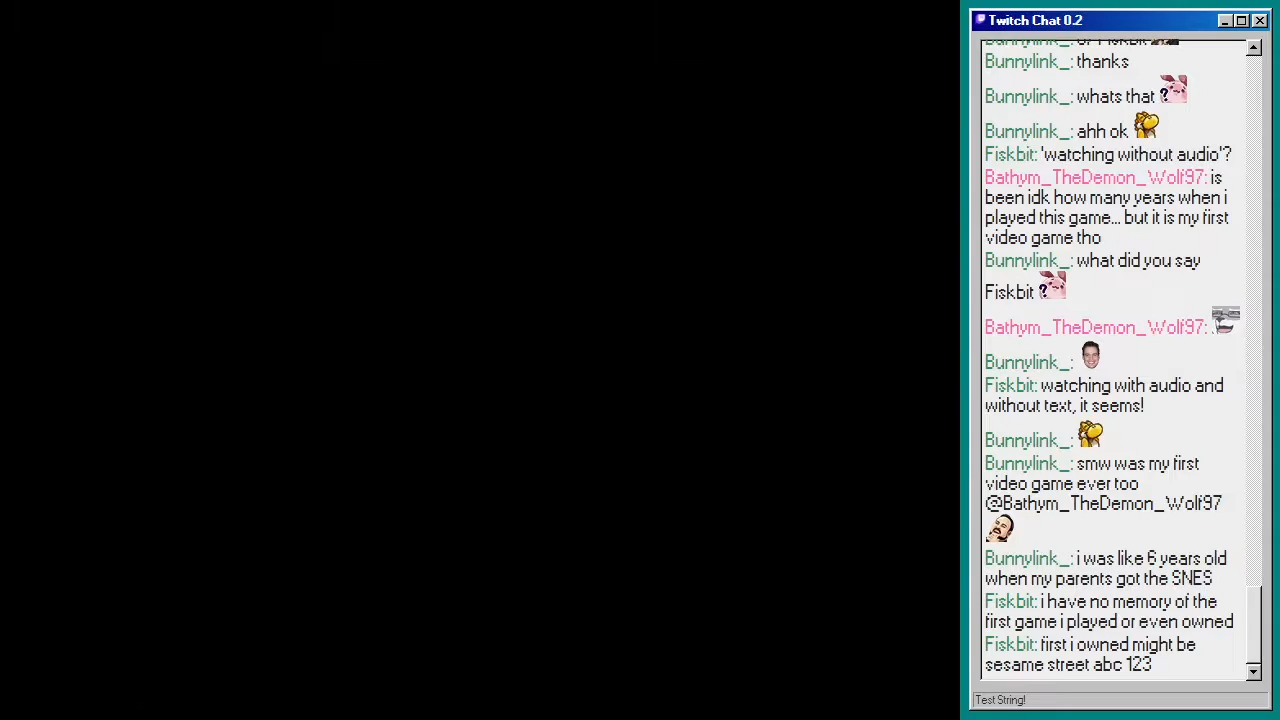 Twitch Chat 0.2
Bunnylink_: thanks
Bunnylink_: whats that
Bunnylink_: ahh ok
Fiskbit: 'watching without audio'?
Bathym_TheDemon_Wolf97: is
been idk how many years when i
played this game... but it is my first
video game tho
Bunnylink_: what did you say
Fiskbit
Bathym_TheDemon_Wolf97:
Bunnylink_:
Fiskbit: watching with audio and
without text, it seems!
Bunnylink_:
Bunnylink_: smw was my first
video game ever too
@Bathym_TheDemon_Wolf97
Bunnylink_: i was like 6 years old
when my parents got the SNES
Fiskbit: i have no memory of the
first game i played or even owned
Fiskbit: first i owned might be
sesame street abc 123
Test String!